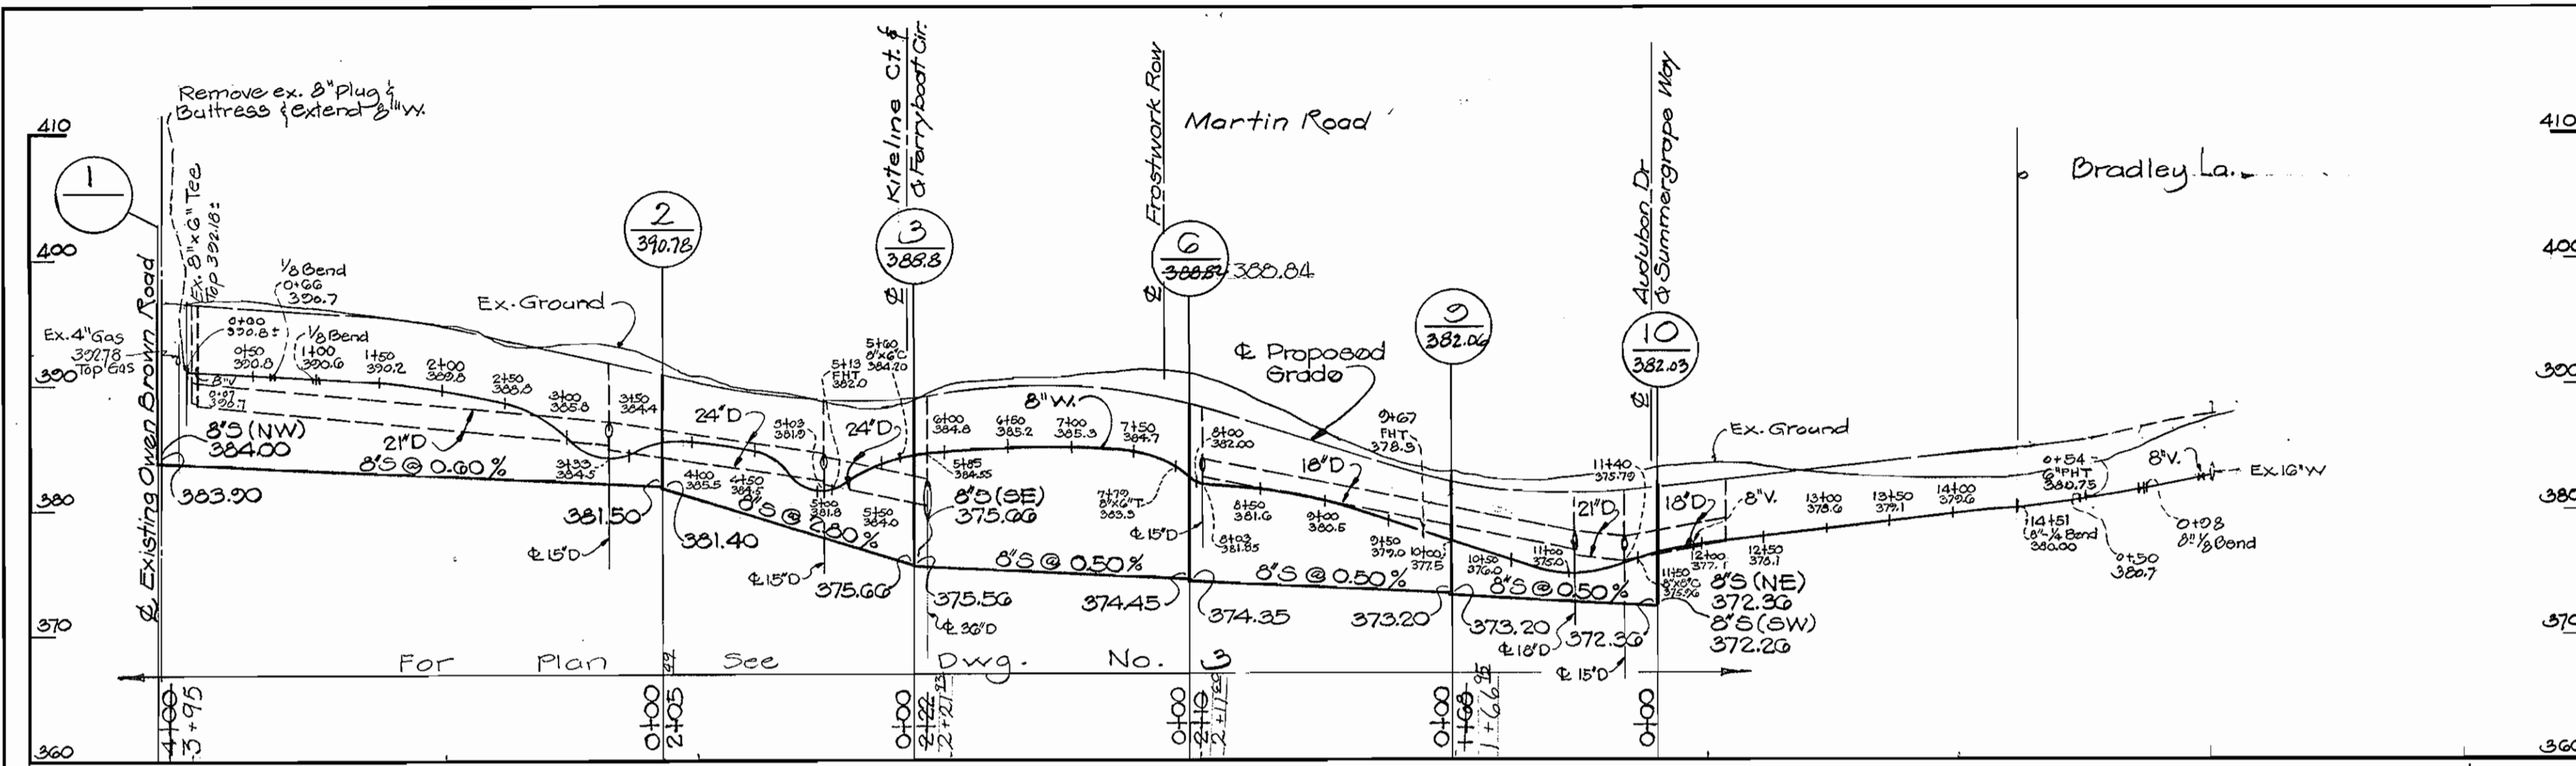 Remove ex. 8" Plug &
Buttress & extend 8" W.
Kiteline Ct. &
& Ferryboat Cir.
℄ Frostwork Row
Martin Road
℄ Audubon Dr
& Summergrape Way
Bradley La.
410
400
390
380
370
360
410
1
2
390.78
3
388.8
6
388.84
9
382.06
10
382.03
℄ Existing Owen Brown Road
Ex. 8"x6" Tee
Top 392.18±
Ex. 4" Gas
392.78
Top Gas
0+00
390.8±
1/8 Bend
0+66
390.7
0+50
390.8
1/8 Bend
1+00
390.6
1+50
390.2
2+00
389.8
2+50
388.8
3+00
385.8
3+33
384.5
3+50
384.4
4+00
385.5
4+50
384.5
5+03
381.9
5+13
FHT
382.0
5+60
8"x6"C
384.20
381.8
5+50
384.0
5+85
384.55
6+00
384.8
6+50
385.2
7+00
385.3
7+50
384.7
7+79
8"x6"T
383.3
8+00
382.00
8+03
381.85
8+50
381.6
9+00
380.5
9+50
379.0
9+67
FHT
378.5
10+00
377.5
10+50
376.0
11+00
375.0
11+40
375.79
11+50
12+00
377.1
12+50
378.1
13+00
378.6
13+50
379.1
14+00
379.6
14+51
8"-1/4 Bend
380.00
0+54
6"FHT
380.75
0+50
380.7
0+98
8"-1/8 Bend
8"V.
Ex 16"W
8"V
0+07
390.7
Ex. Ground
℄ Proposed
Grade
Ex. Ground
8"W.
8"V.
21"D
24"D
24"D
18"D
21"D
18"D
8"S (NW)
384.00
383.90
8"S @ 0.60%
381.50
381.40
8"S @ 2.80%
375.66
8"S (SE)
375.66
375.56
8"S @ 0.50%
374.45
374.35
8"S @ 0.50%
373.20
373.20
8"S @ 0.50%
372.36
8"S (NE)
372.36
8"S (SW)
372.26
℄ 15"D
℄ 15"D
℄ 36"D
℄ 15"D
℄ 18"D
℄ 15"D
For Plan See Dwg. No. 3
4+00
3+95
0+00
2+05
0+00
2+22
2+21.93
0+00
2+10
0+00
1+68
1+66.95
0+00